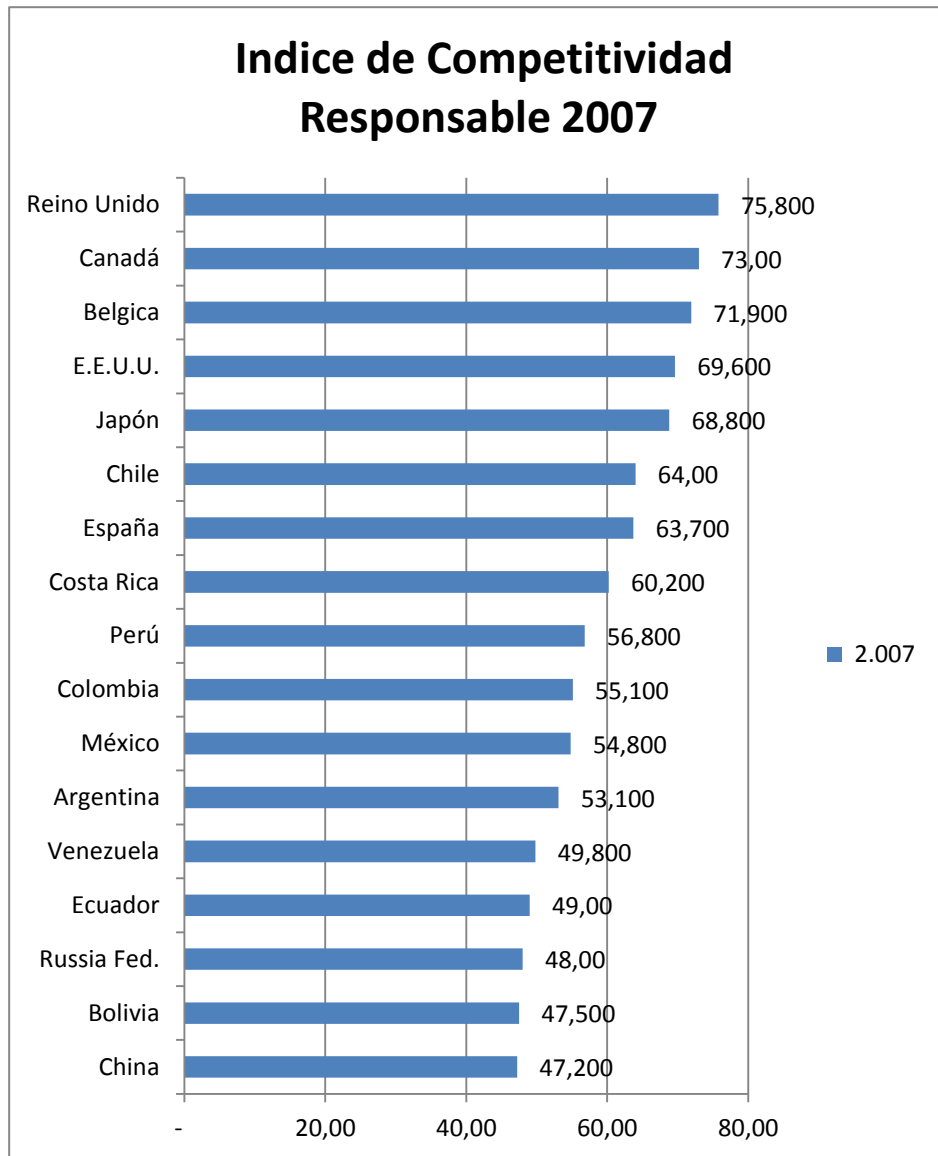 Indice de Competitividad
Responsable 2007
Reino Unido 75,800
Canadá 73,00
Belgica 71,900
E.E.U.U. 69,600
Japón 68,800
Chile 64,00
España 63,700
Costa Rica 60,200
Perú 56,800
2.007
Colombia 55,100
México 54,800
Argentina 53,100
Venezuela 49,800
Ecuador 49,00
Russia Fed. 48,00
Bolivia 47,500
China 47,200
- 20,00 40,00 60,00 80,00